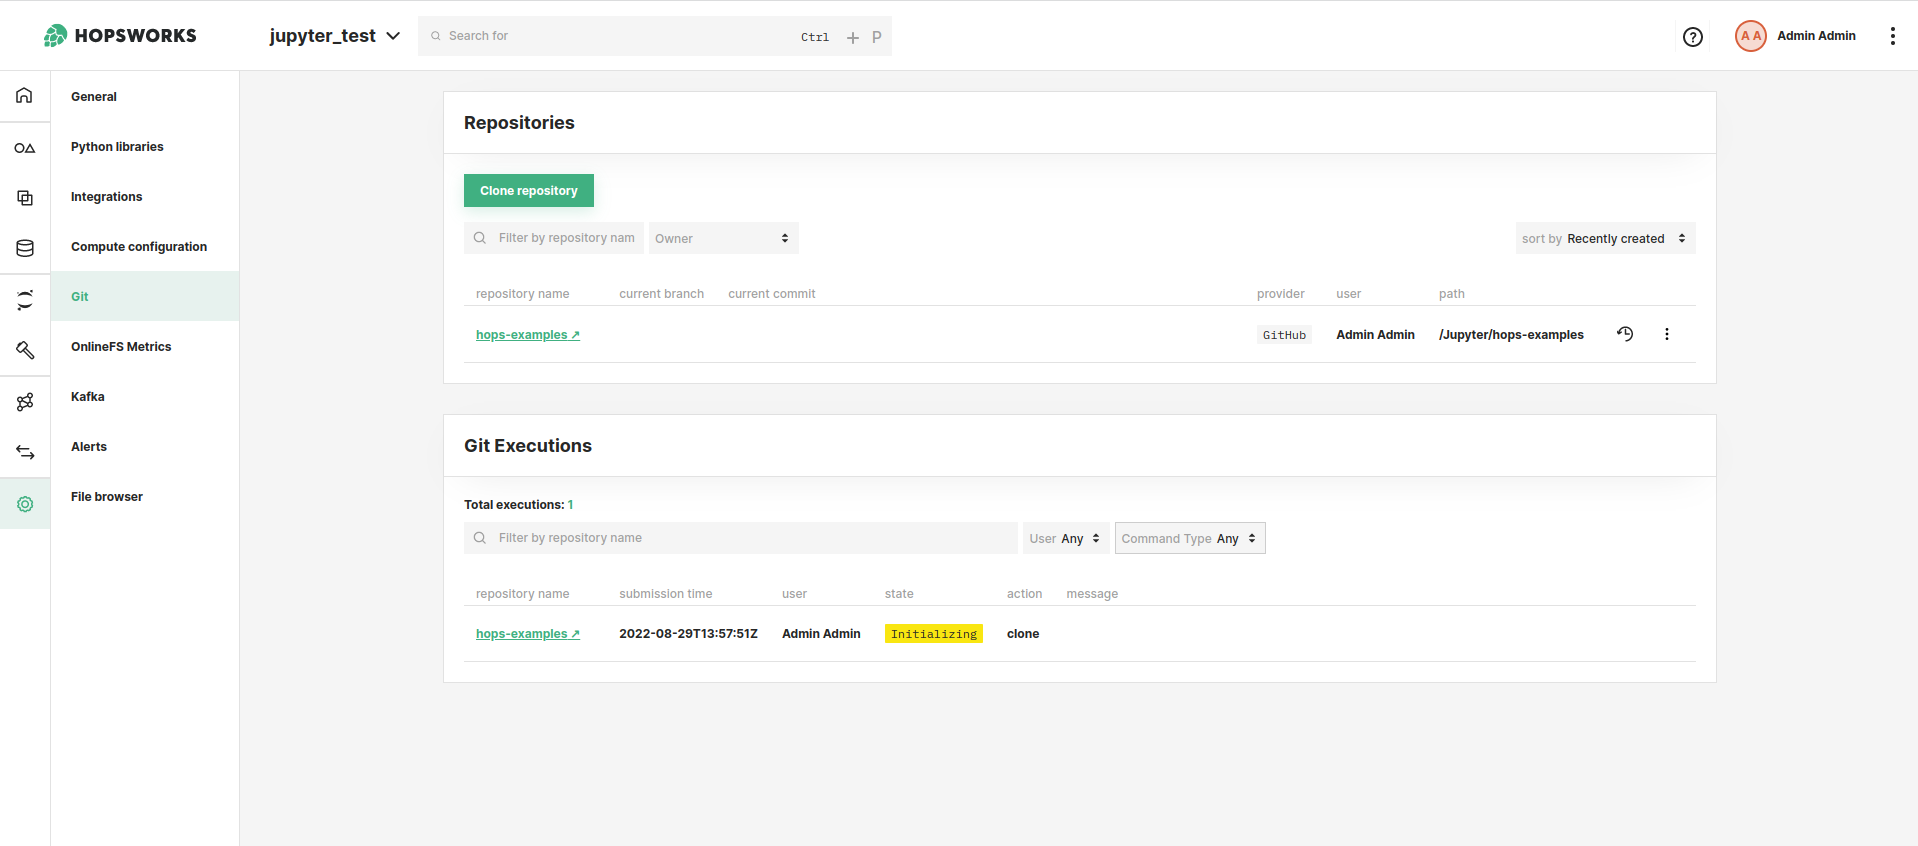 HOPSWORKS
jupyter_test
Search for
Ctrl + P
A A
Admin Admin
General
Python libraries
Integrations
Compute configuration
Git
OnlineFS Metrics
Kafka
Alerts
File browser
Repositories
Clone repository
Filter by repository nam
Owner
sort by Recently created
repository name current branch current commit provider user path
hops-examples ↗ GitHub Admin Admin /Jupyter/hops-examples
Git Executions
Total executions: 1
Filter by repository name
User Any
Command Type Any
repository name submission time user state action message
hops-examples ↗ 2022-08-29T13:57:51Z Admin Admin Initializing clone